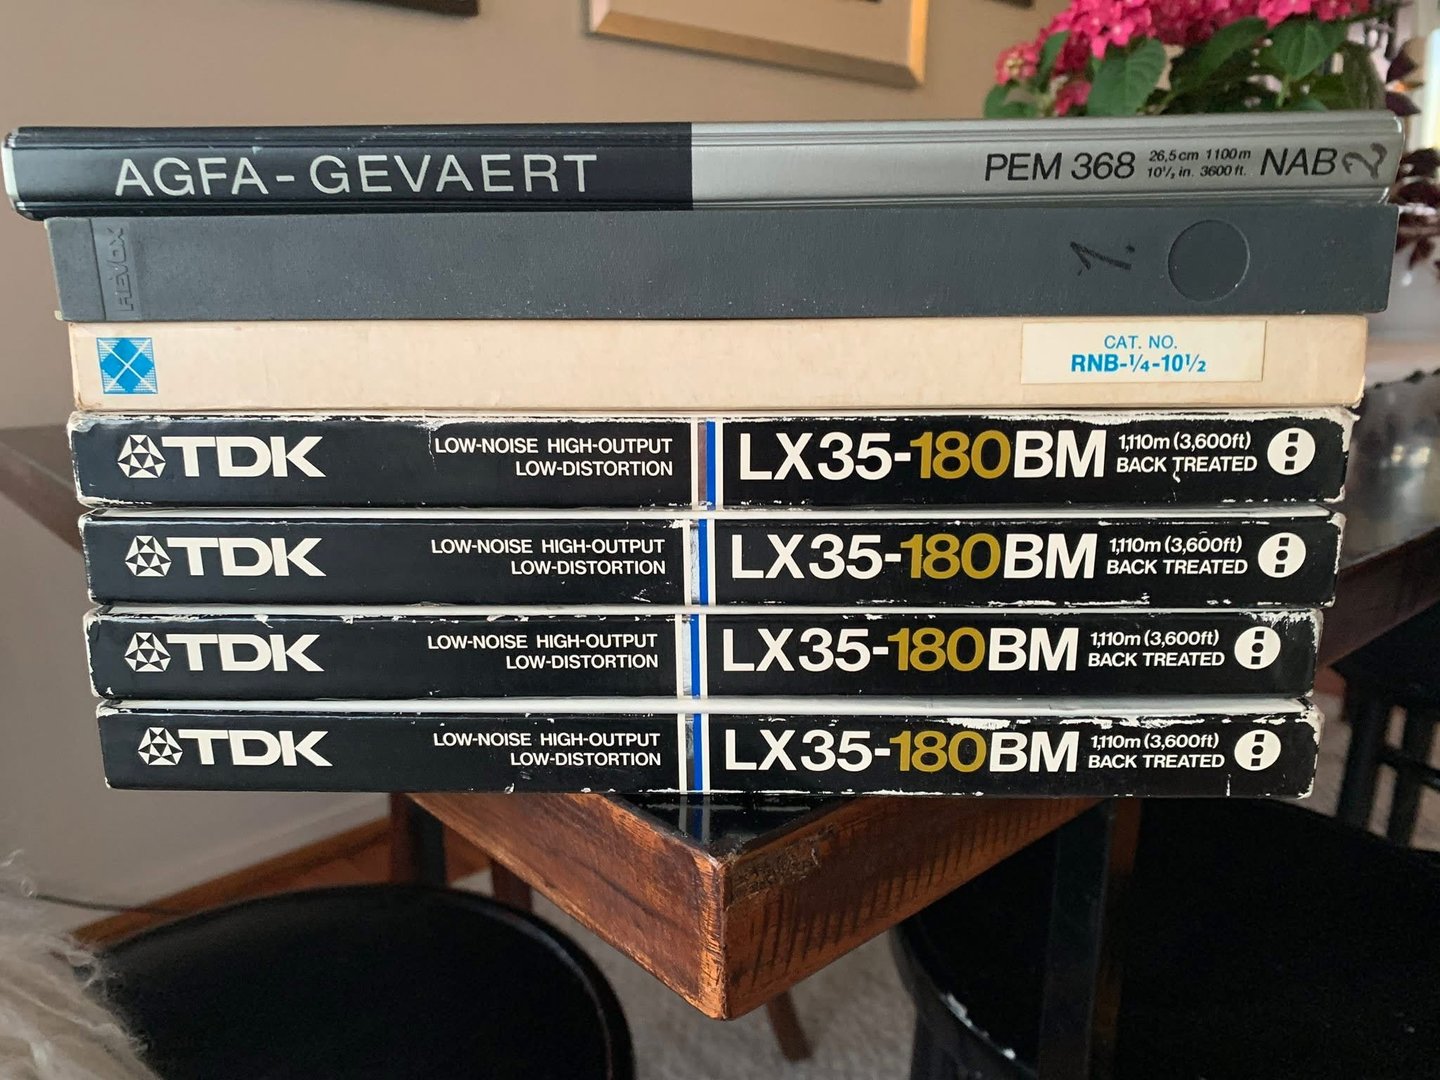 AGFA-GEVAERT
PEM 368 26,5cm 1100m NAB 2
10½ in. 3600 ft.
REVOX
1.
CAT. NO.
RNB-¼-10½
TDK
LOW-NOISE HIGH-OUTPUT
LOW-DISTORTION
LX35-180BM
1,110m (3,600ft)
BACK TREATED
TDK
LOW-NOISE HIGH-OUTPUT
LOW-DISTORTION
LX35-180BM
1,110m (3,600ft)
BACK TREATED
TDK
LOW-NOISE HIGH-OUTPUT
LOW-DISTORTION
LX35-180BM
1,110m (3,600ft)
BACK TREATED
TDK
LOW-NOISE HIGH-OUTPUT
LOW-DISTORTION
LX35-180BM
1,110m (3,600ft)
BACK TREATED